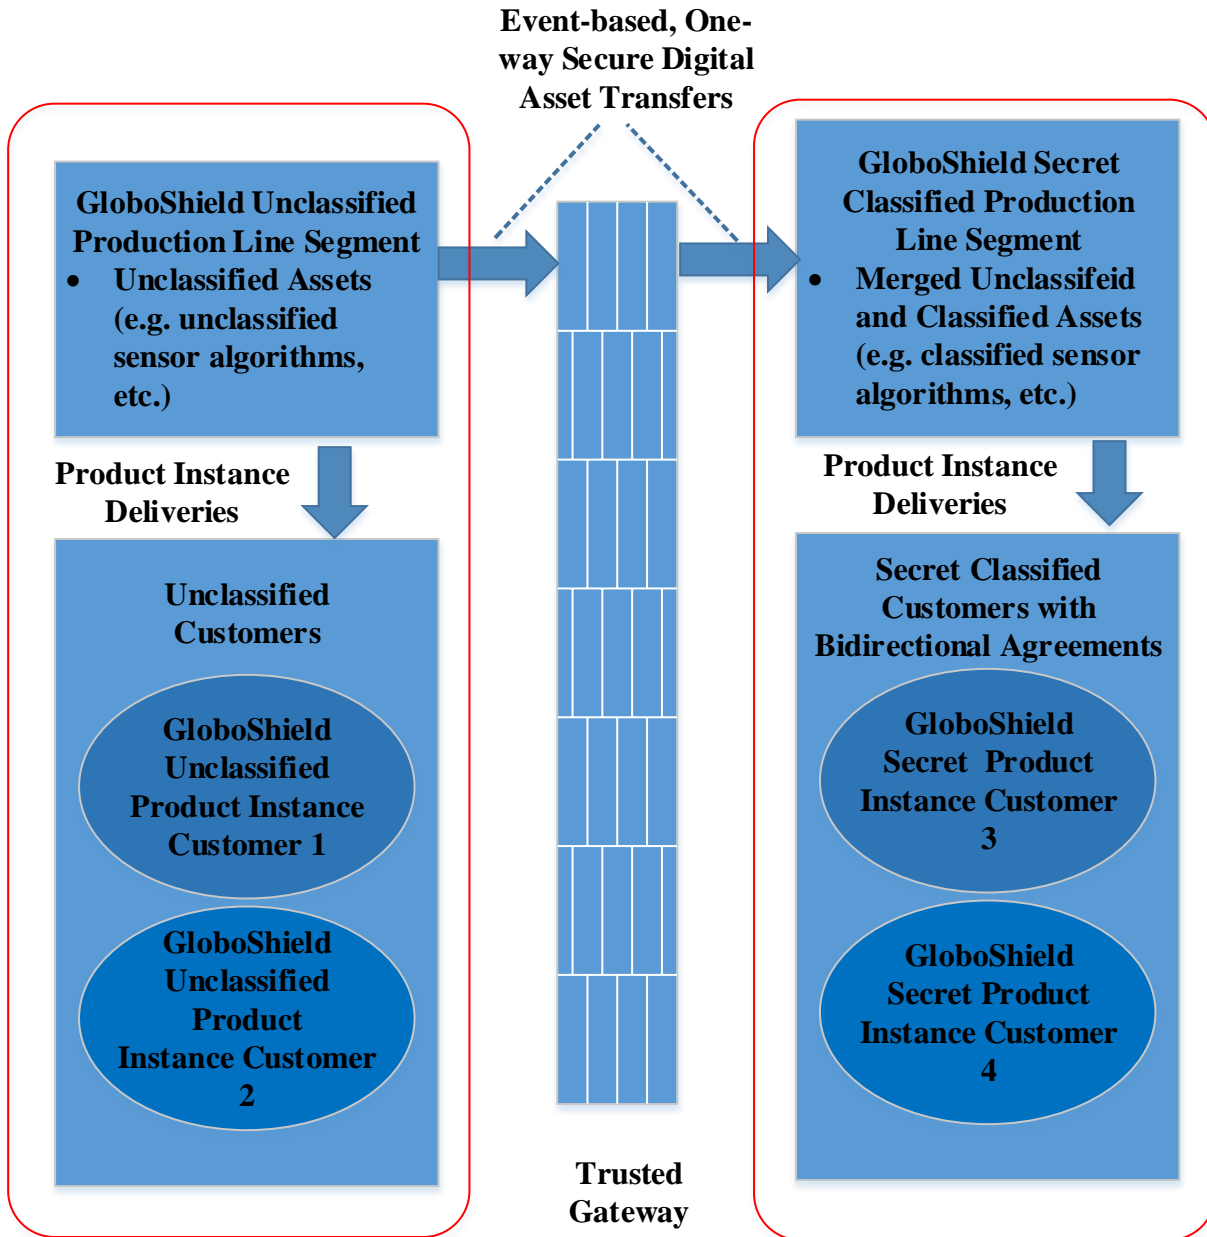 Event-based, One-
way Secure Digital
Asset Transfers
GloboShield Unclassified
Production Line Segment
• Unclassified Assets
(e.g. unclassified
sensor algorithms,
etc.)
Product Instance
Deliveries
Unclassified
Customers
GloboShield
Unclassified
Product Instance
Customer 1
GloboShield
Unclassified
Product
Instance Customer
2
Trusted
Gateway
GloboShield Secret
Classified Production
Line Segment
• Merged Unclassifeid
and Classified Assets
(e.g. classified sensor
algorithms, etc.)
Product Instance
Deliveries
Secret Classified
Customers with
Bidirectional Agreements
GloboShield
Secret Product
Instance Customer
3
GloboShield
Secret Product
Instance Customer
4